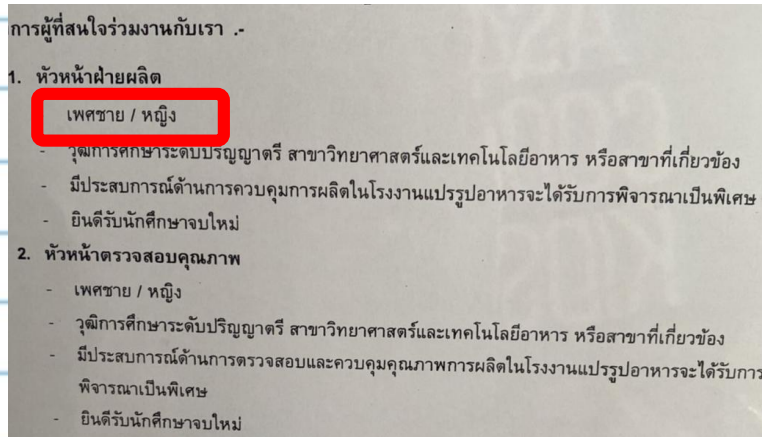 การผู้ที่สนใจร่วมงานกับเรา .-
1. หัวหน้าฝ่ายผลิต
เพศชาย / หญิง
- วุฒิการศึกษาระดับปริญญาตรี สาขาวิทยาศาสตร์และเทคโนโลยีอาหาร หรือสาขาที่เกี่ยวข้อง
- มีประสบการณ์ด้านการควบคุมการผลิตในโรงงานแปรรูปอาหารจะได้รับการพิจารณาเป็นพิเศษ
- ยินดีรับนักศึกษาจบใหม่
2. หัวหน้าตรวจสอบคุณภาพ
- เพศชาย / หญิง
- วุฒิการศึกษาระดับปริญญาตรี สาขาวิทยาศาสตร์และเทคโนโลยีอาหาร หรือสาขาที่เกี่ยวข้อง
- มีประสบการณ์ด้านการตรวจสอบและควบคุมคุณภาพการผลิตในโรงงานแปรรูปอาหารจะได้รับการ
พิจารณาเป็นพิเศษ
- ยินดีรับนักศึกษาจบใหม่